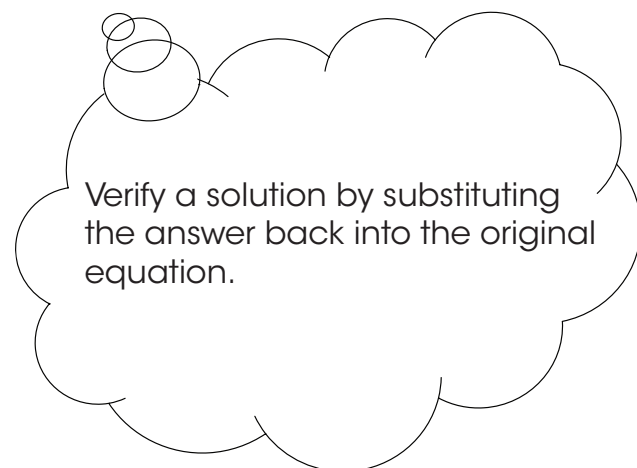 Verify a solution by substituting
the answer back into the original
equation.